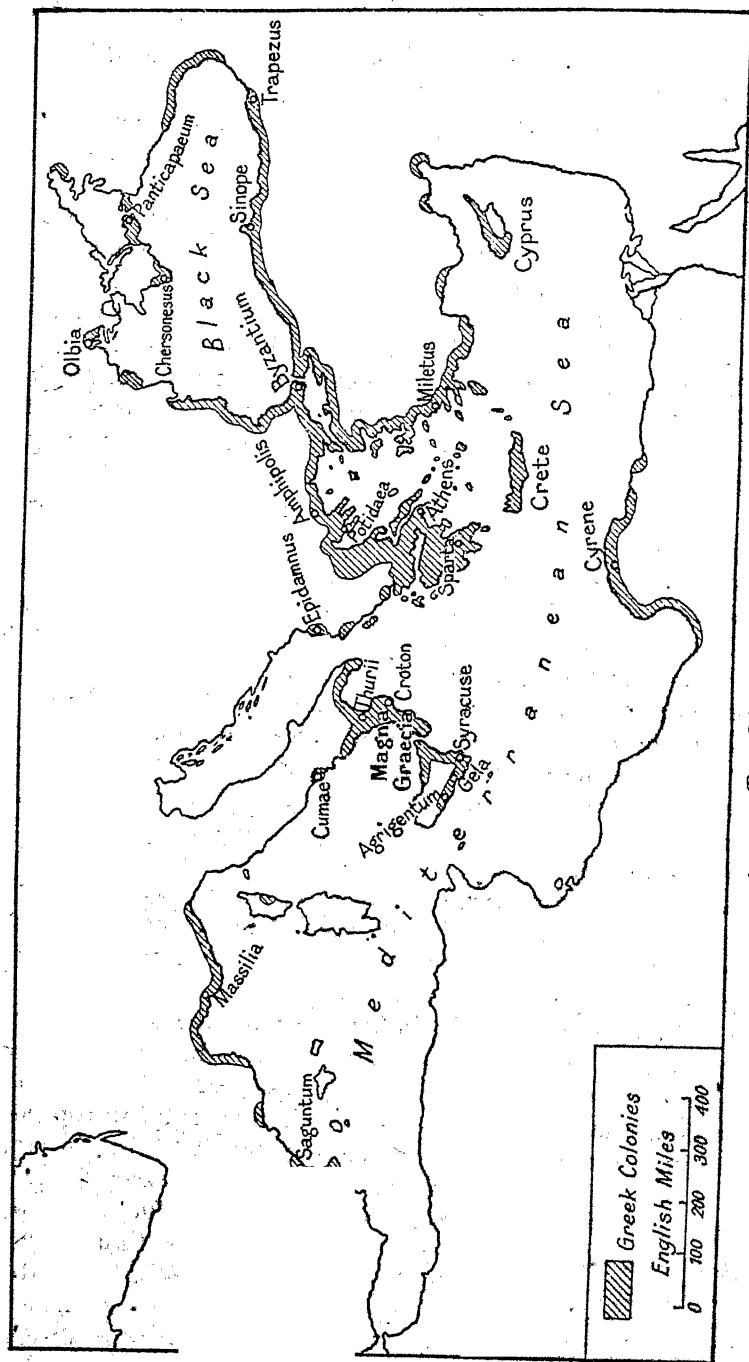 Olbia
Panticapaeum
Chersonesus
Black Sea
Trapezus
Sinope
Byzantium
Amphipolis
Epidamnus
Potidaea
Athens
Sparta
Miletus
Cyprus
Crete
Cyrene
Thurii
Croton
Magna
Graecia
Cumae
Syracuse
Gela
Agrigentum
Massilia
Saguntum
Mediterranean Sea
Greek Colonies
English Miles
0 100 200 300 400